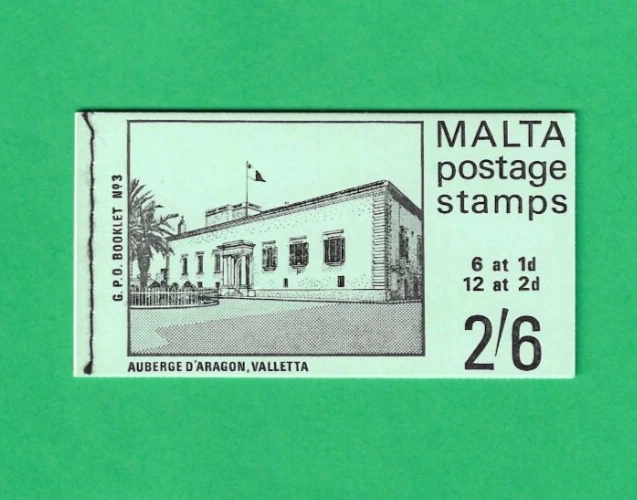 MALTA
postage
stamps
6 at 1d
12 at 2d
2/6
G.P.O. BOOKLET Nº3
AUBERGE D'ARAGON, VALLETTA